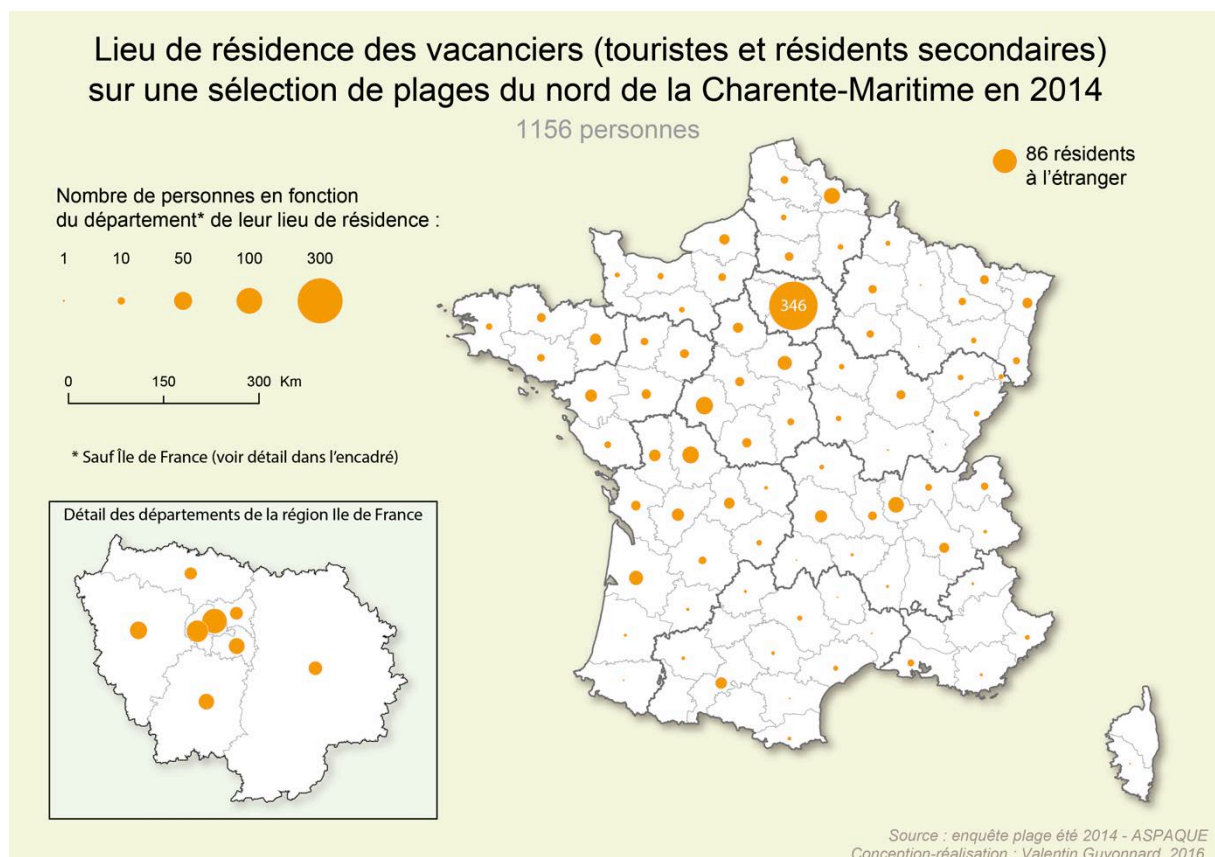 Lieu de résidence des vacanciers (touristes et résidents secondaires)
sur une sélection de plages du nord de la Charente-Maritime en 2014
1156 personnes
86 résidents
à l'étranger
Nombre de personnes en fonction
du département* de leur lieu de résidence :
1 10 50 100 300
346
0 150 300 Km
* Sauf Île de France (voir détail dans l'encadré)
Détail des départements de la région Ile de France
Source : enquête plage été 2014 - ASPAQUE
Conception-réalisation : Valentin Guyonnard, 2016.